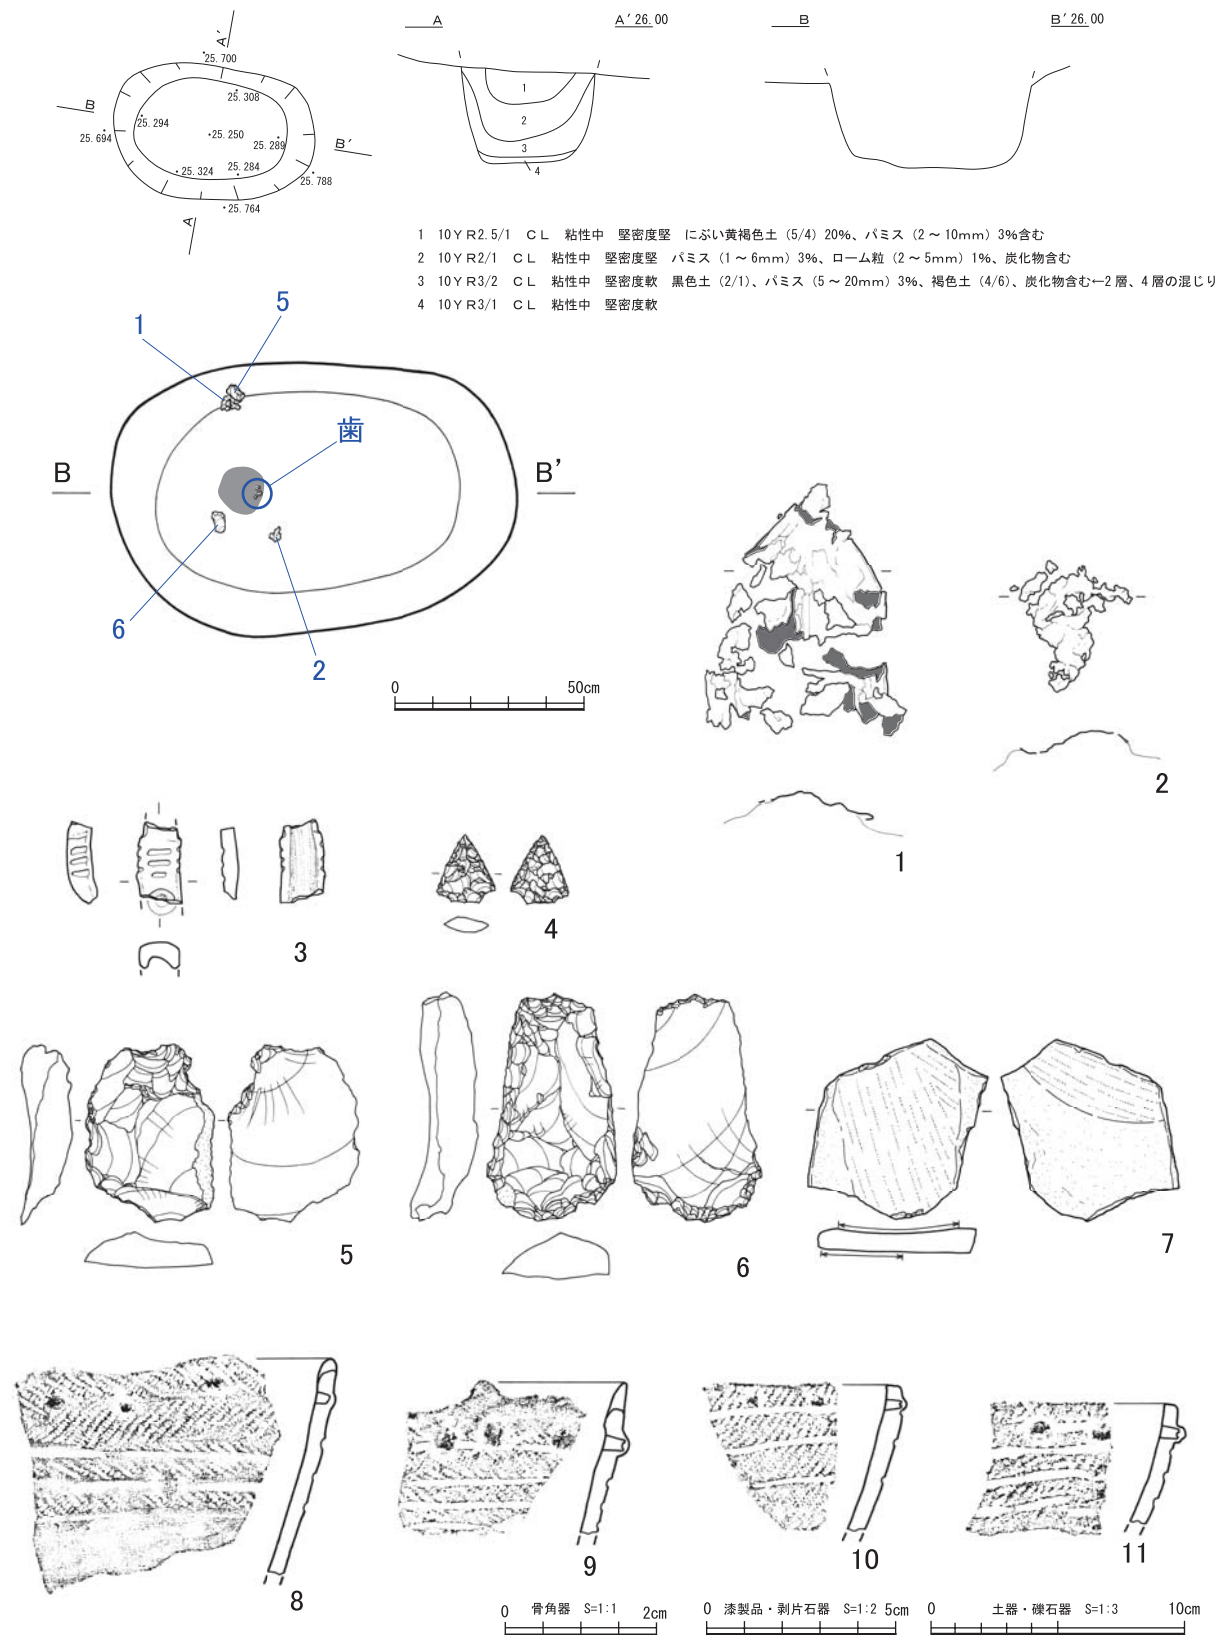 A A' 26.00 B B' 26.00
A'
25.700
25.308
B
25.294
25.694
25.250
25.289
B'
25.324
25.284
25.788
25.764
A
1
2
3
4
1 10YR2.5/1 CL 粘性中 堅密度堅 にぶい黄褐色土(5/4)20%、パミス(2～10mm)3%含む
2 10YR2/1 CL 粘性中 堅密度堅 パミス(1～6mm)3%、ローム粒(2～5mm)1%、炭化物含む
3 10YR3/2 CL 粘性中 堅密度軟 黒色土(2/1)、パミス(5～20mm)3%、褐色土(4/6)、炭化物含む←2層、4層の混じり
4 10YR3/1 CL 粘性中 堅密度軟
1
5
歯
B B'
6
2
0 50cm
1
2
3
4
5
6
7
8
9
10
11
0 骨角器 S=1:1 2cm
0 漆製品・剥片石器 S=1:2 5cm
0 土器・礫石器 S=1:3 10cm